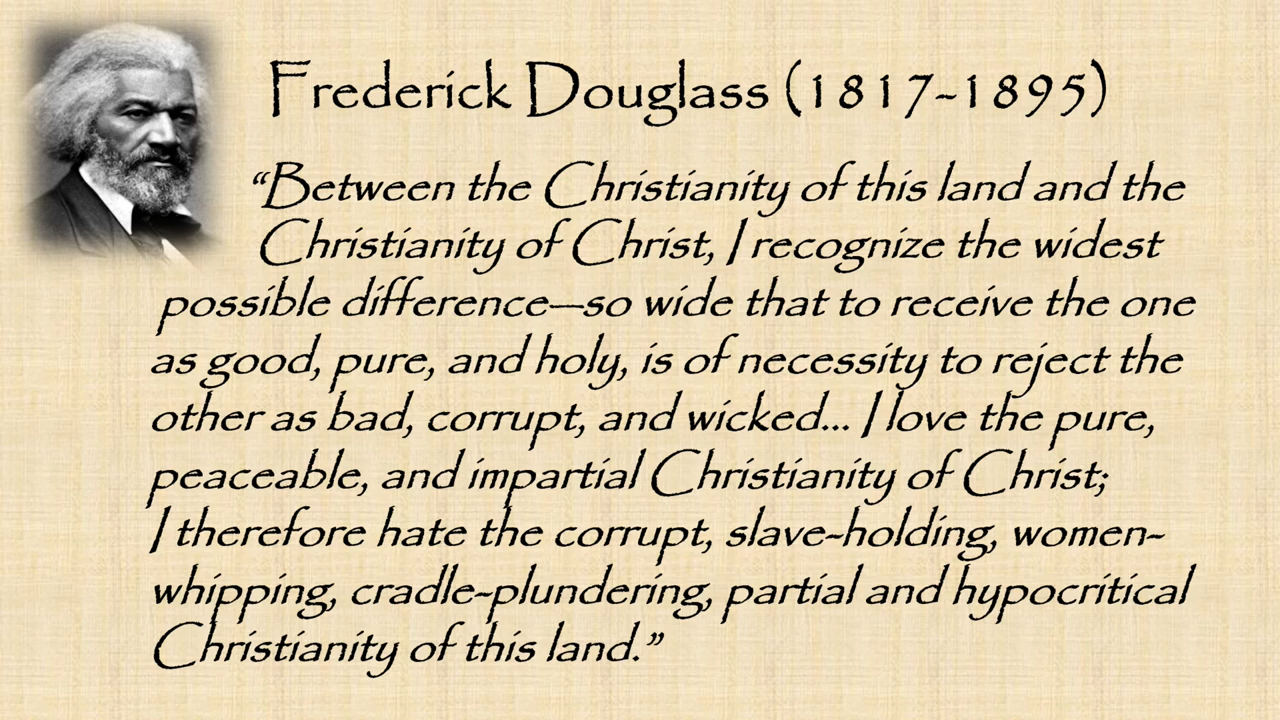 Frederick Douglass (1817-1895)
“Between the Christianity of this land and the
Christianity of Christ, I recognize the widest
possible difference—so wide that to receive the one
as good, pure, and holy, is of necessity to reject the
other as bad, corrupt, and wicked... I love the pure,
peaceable, and impartial Christianity of Christ;
I therefore hate the corrupt, slave-holding, women-
whipping, cradle-plundering, partial and hypocritical
Christianity of this land.”